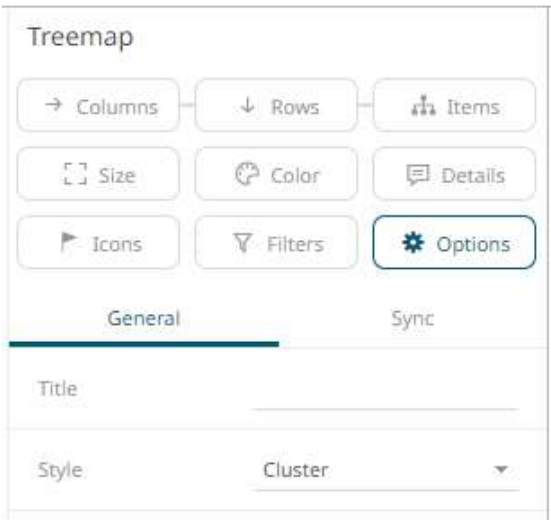 Treemap
Columns Rows Items
Size Color Details
Icons Filters Options
General Sync
Title
Style Cluster